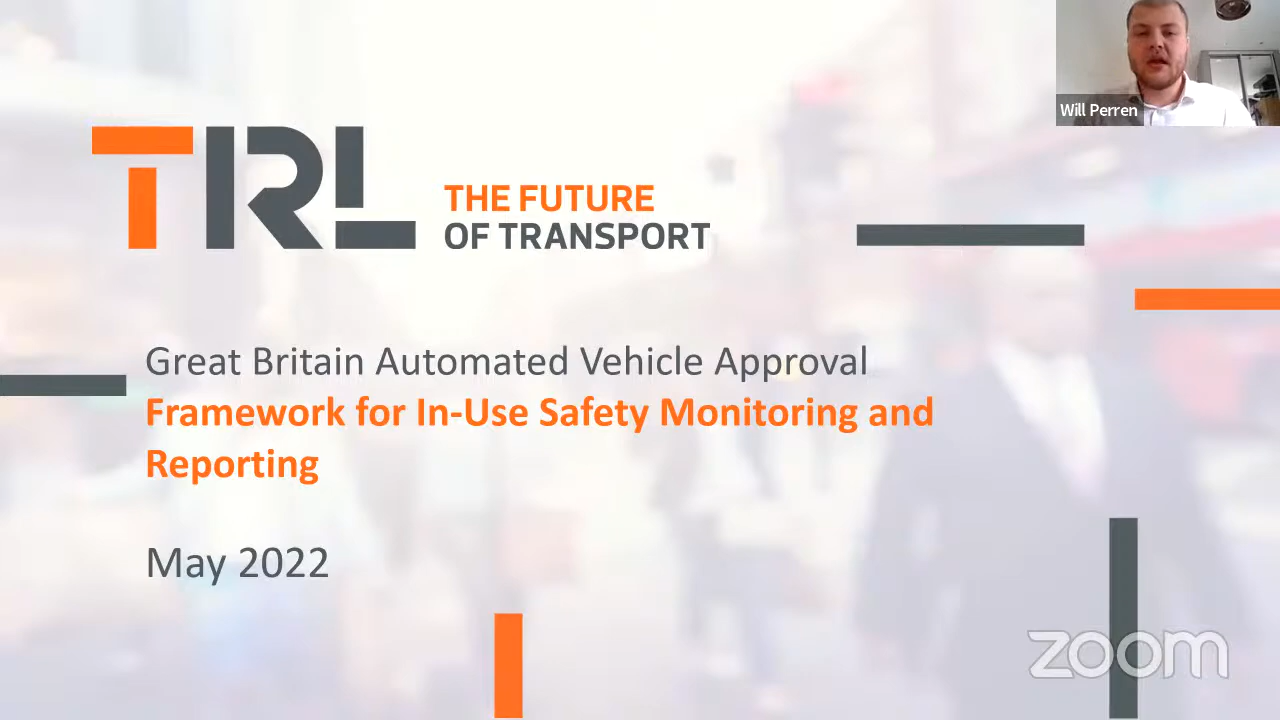 Will Perren
TRL
THE FUTURE
OF TRANSPORT
Great Britain Automated Vehicle Approval
Framework for In-Use Safety Monitoring and
Reporting
May 2022
zoom